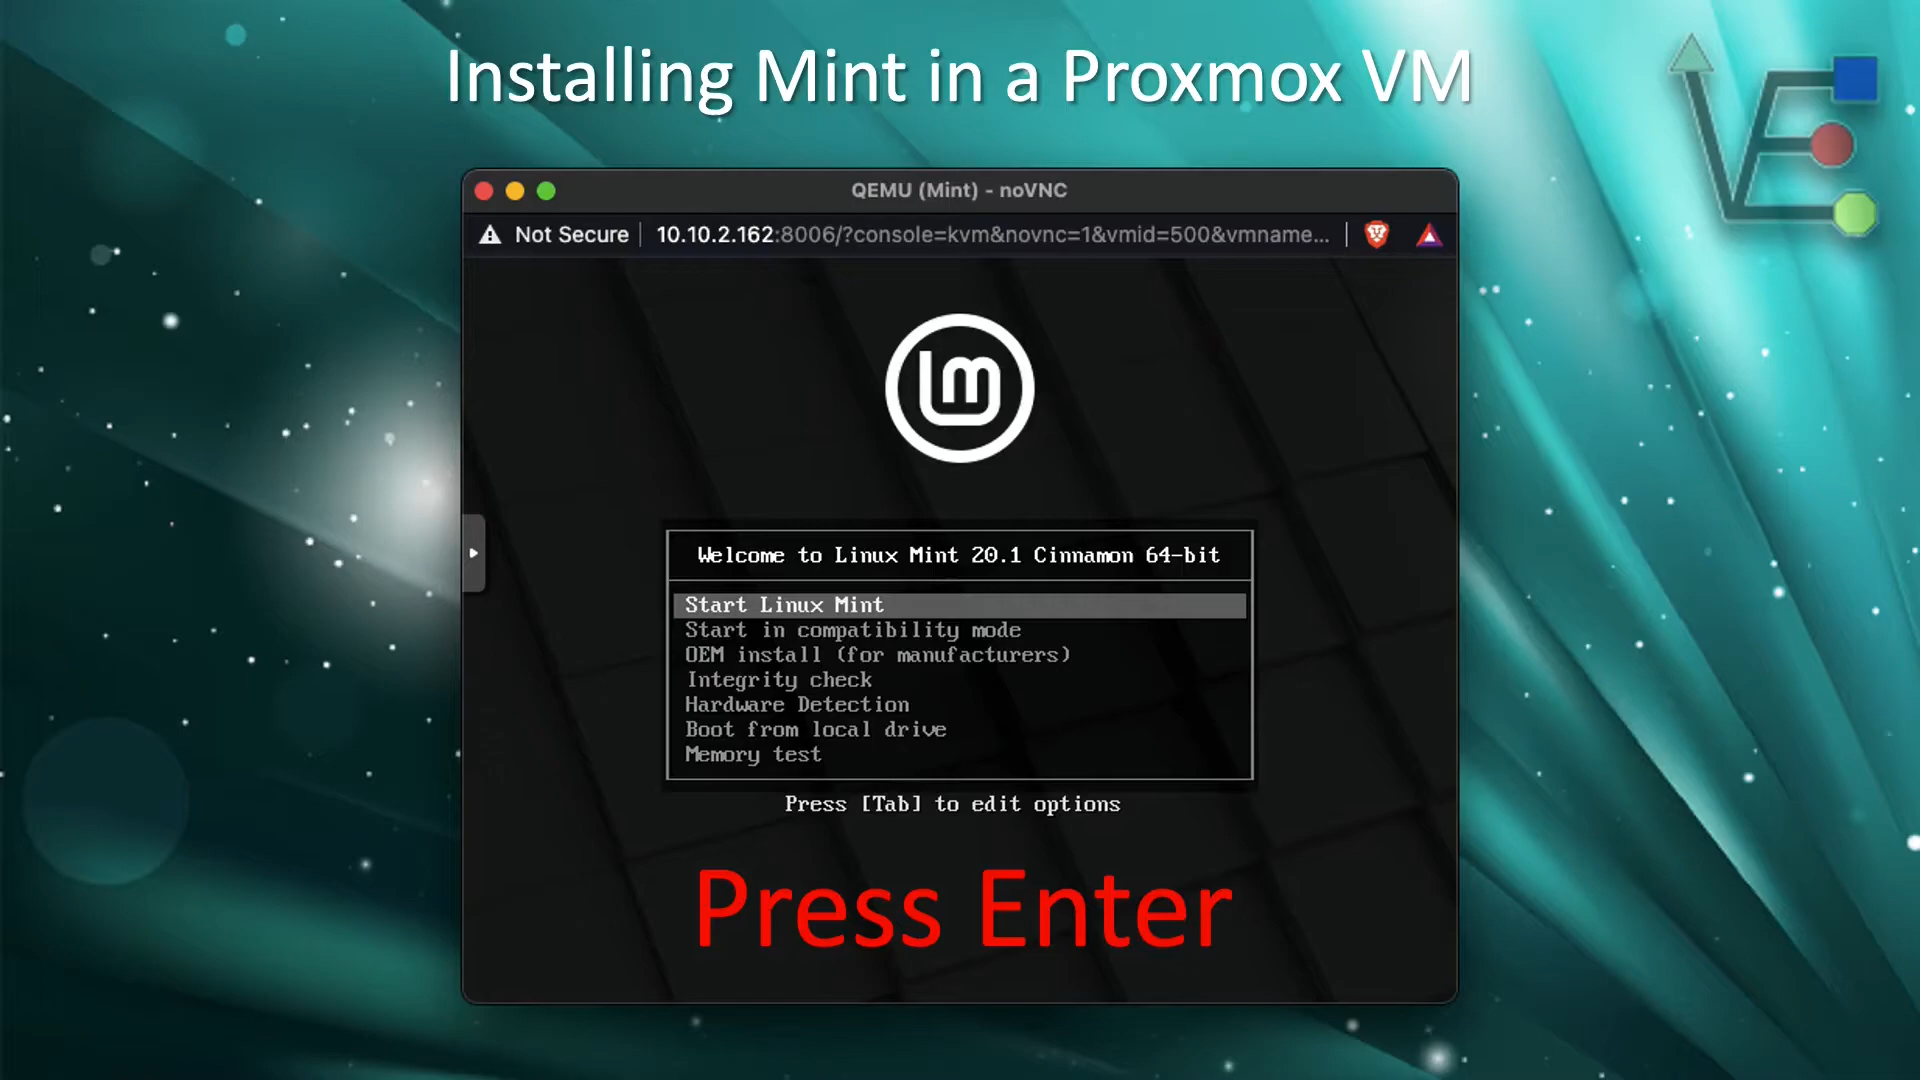 Installing Mint in a Proxmox VM
QEMU (Mint) - noVNC
Not Secure | 10.10.2.162:8006/?console=kvm&novnc=1&vmid=500&vmname...
lm
Welcome to Linux Mint 20.1 Cinnamon 64-bit
Start Linux Mint
Start in compatibility mode
OEM install (for manufacturers)
Integrity check
Hardware Detection
Boot from local drive
Memory test
Press [Tab] to edit options
Press Enter
VE